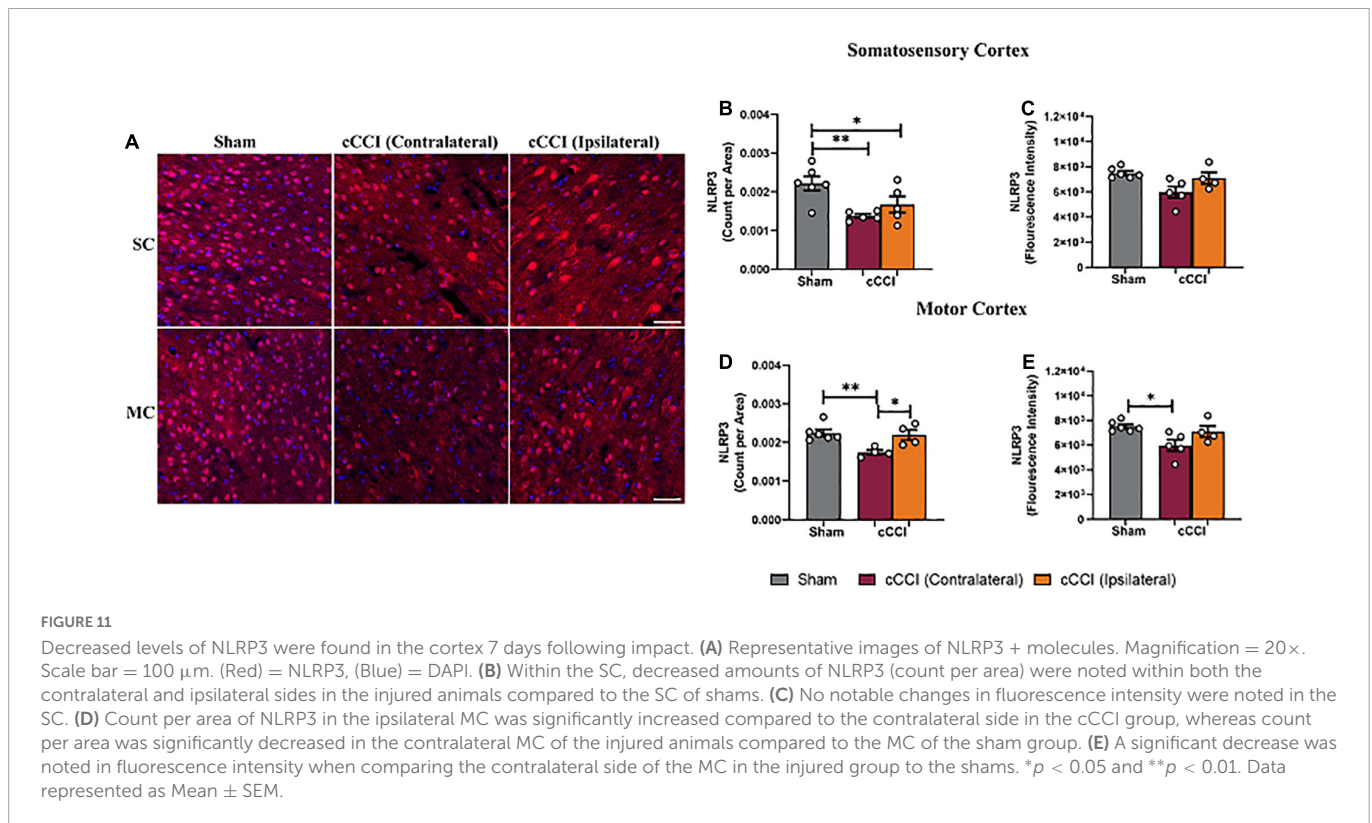 Somatosensory Cortex
A
Sham
cCCI (Contralateral)
cCCI (Ipsilateral)
SC
MC
B
NLRP3
(Count per Area)
0.004
0.003
0.002
0.001
0.000
*
**
Sham
cCCI
C
NLRP3
(Flourescence Intensity)
1.2×10⁴
1×10⁴
8×10³
6×10³
4×10³
2×10³
0
Sham
cCCI
Motor Cortex
D
NLRP3
(Count per Area)
0.004
0.003
0.002
0.001
0.000
**
*
Sham
cCCI
E
NLRP3
(Flourescence Intensity)
1.2×10⁴
1×10⁴
8×10³
6×10³
4×10³
2×10³
0
*
Sham
cCCI
Sham
cCCI (Contralateral)
cCCI (Ipsilateral)
FIGURE 11
Decreased levels of NLRP3 were found in the cortex 7 days following impact. (A) Representative images of NLRP3 + molecules. Magnification = 20×.
Scale bar = 100 μm. (Red) = NLRP3, (Blue) = DAPI. (B) Within the SC, decreased amounts of NLRP3 (count per area) were noted within both the
contralateral and ipsilateral sides in the injured animals compared to the SC of shams. (C) No notable changes in fluorescence intensity were noted in the
SC. (D) Count per area of NLRP3 in the ipsilateral MC was significantly increased compared to the contralateral side in the cCCI group, whereas count
per area was significantly decreased in the contralateral MC of the injured animals compared to the MC of the sham group. (E) A significant decrease was
noted in fluorescence intensity when comparing the contralateral side of the MC in the injured group to the shams. *p < 0.05 and **p < 0.01. Data
represented as Mean ± SEM.